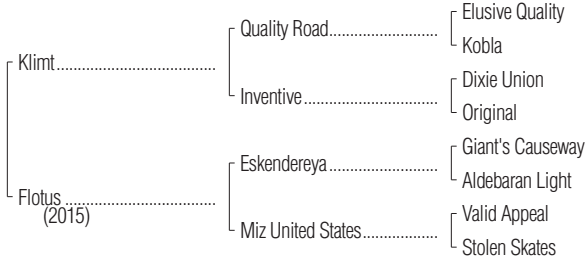 Elusive Quality
Quality Road
Kobla
Klimt
Dixie Union
Inventive
Original
Giant's Causeway
Eskendereya
Aldebaran Light
Flotus
(2015)
Valid Appeal
Miz United States
Stolen Skates